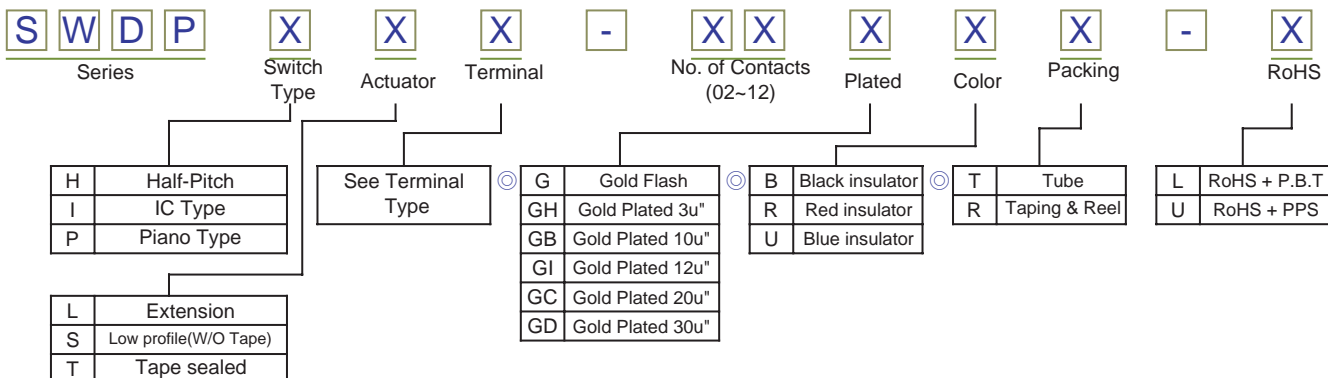 S W D P X X X - X X X X X - X
Series Switch Type Actuator Terminal No. of Contacts (02~12) Plated Color Packing RoHS
H Half-Pitch
I IC Type
P Piano Type
L Extension
S Low profile(W/O Tape)
T Tape sealed
See Terminal Type
◎ G Gold Flash
GH Gold Plated 3u"
GB Gold Plated 10u"
GI Gold Plated 12u"
GC Gold Plated 20u"
GD Gold Plated 30u"
◎ B Black insulator
R Red insulator
U Blue insulator
◎ T Tube
R Taping & Reel
L RoHS + P.B.T
U RoHS + PPS